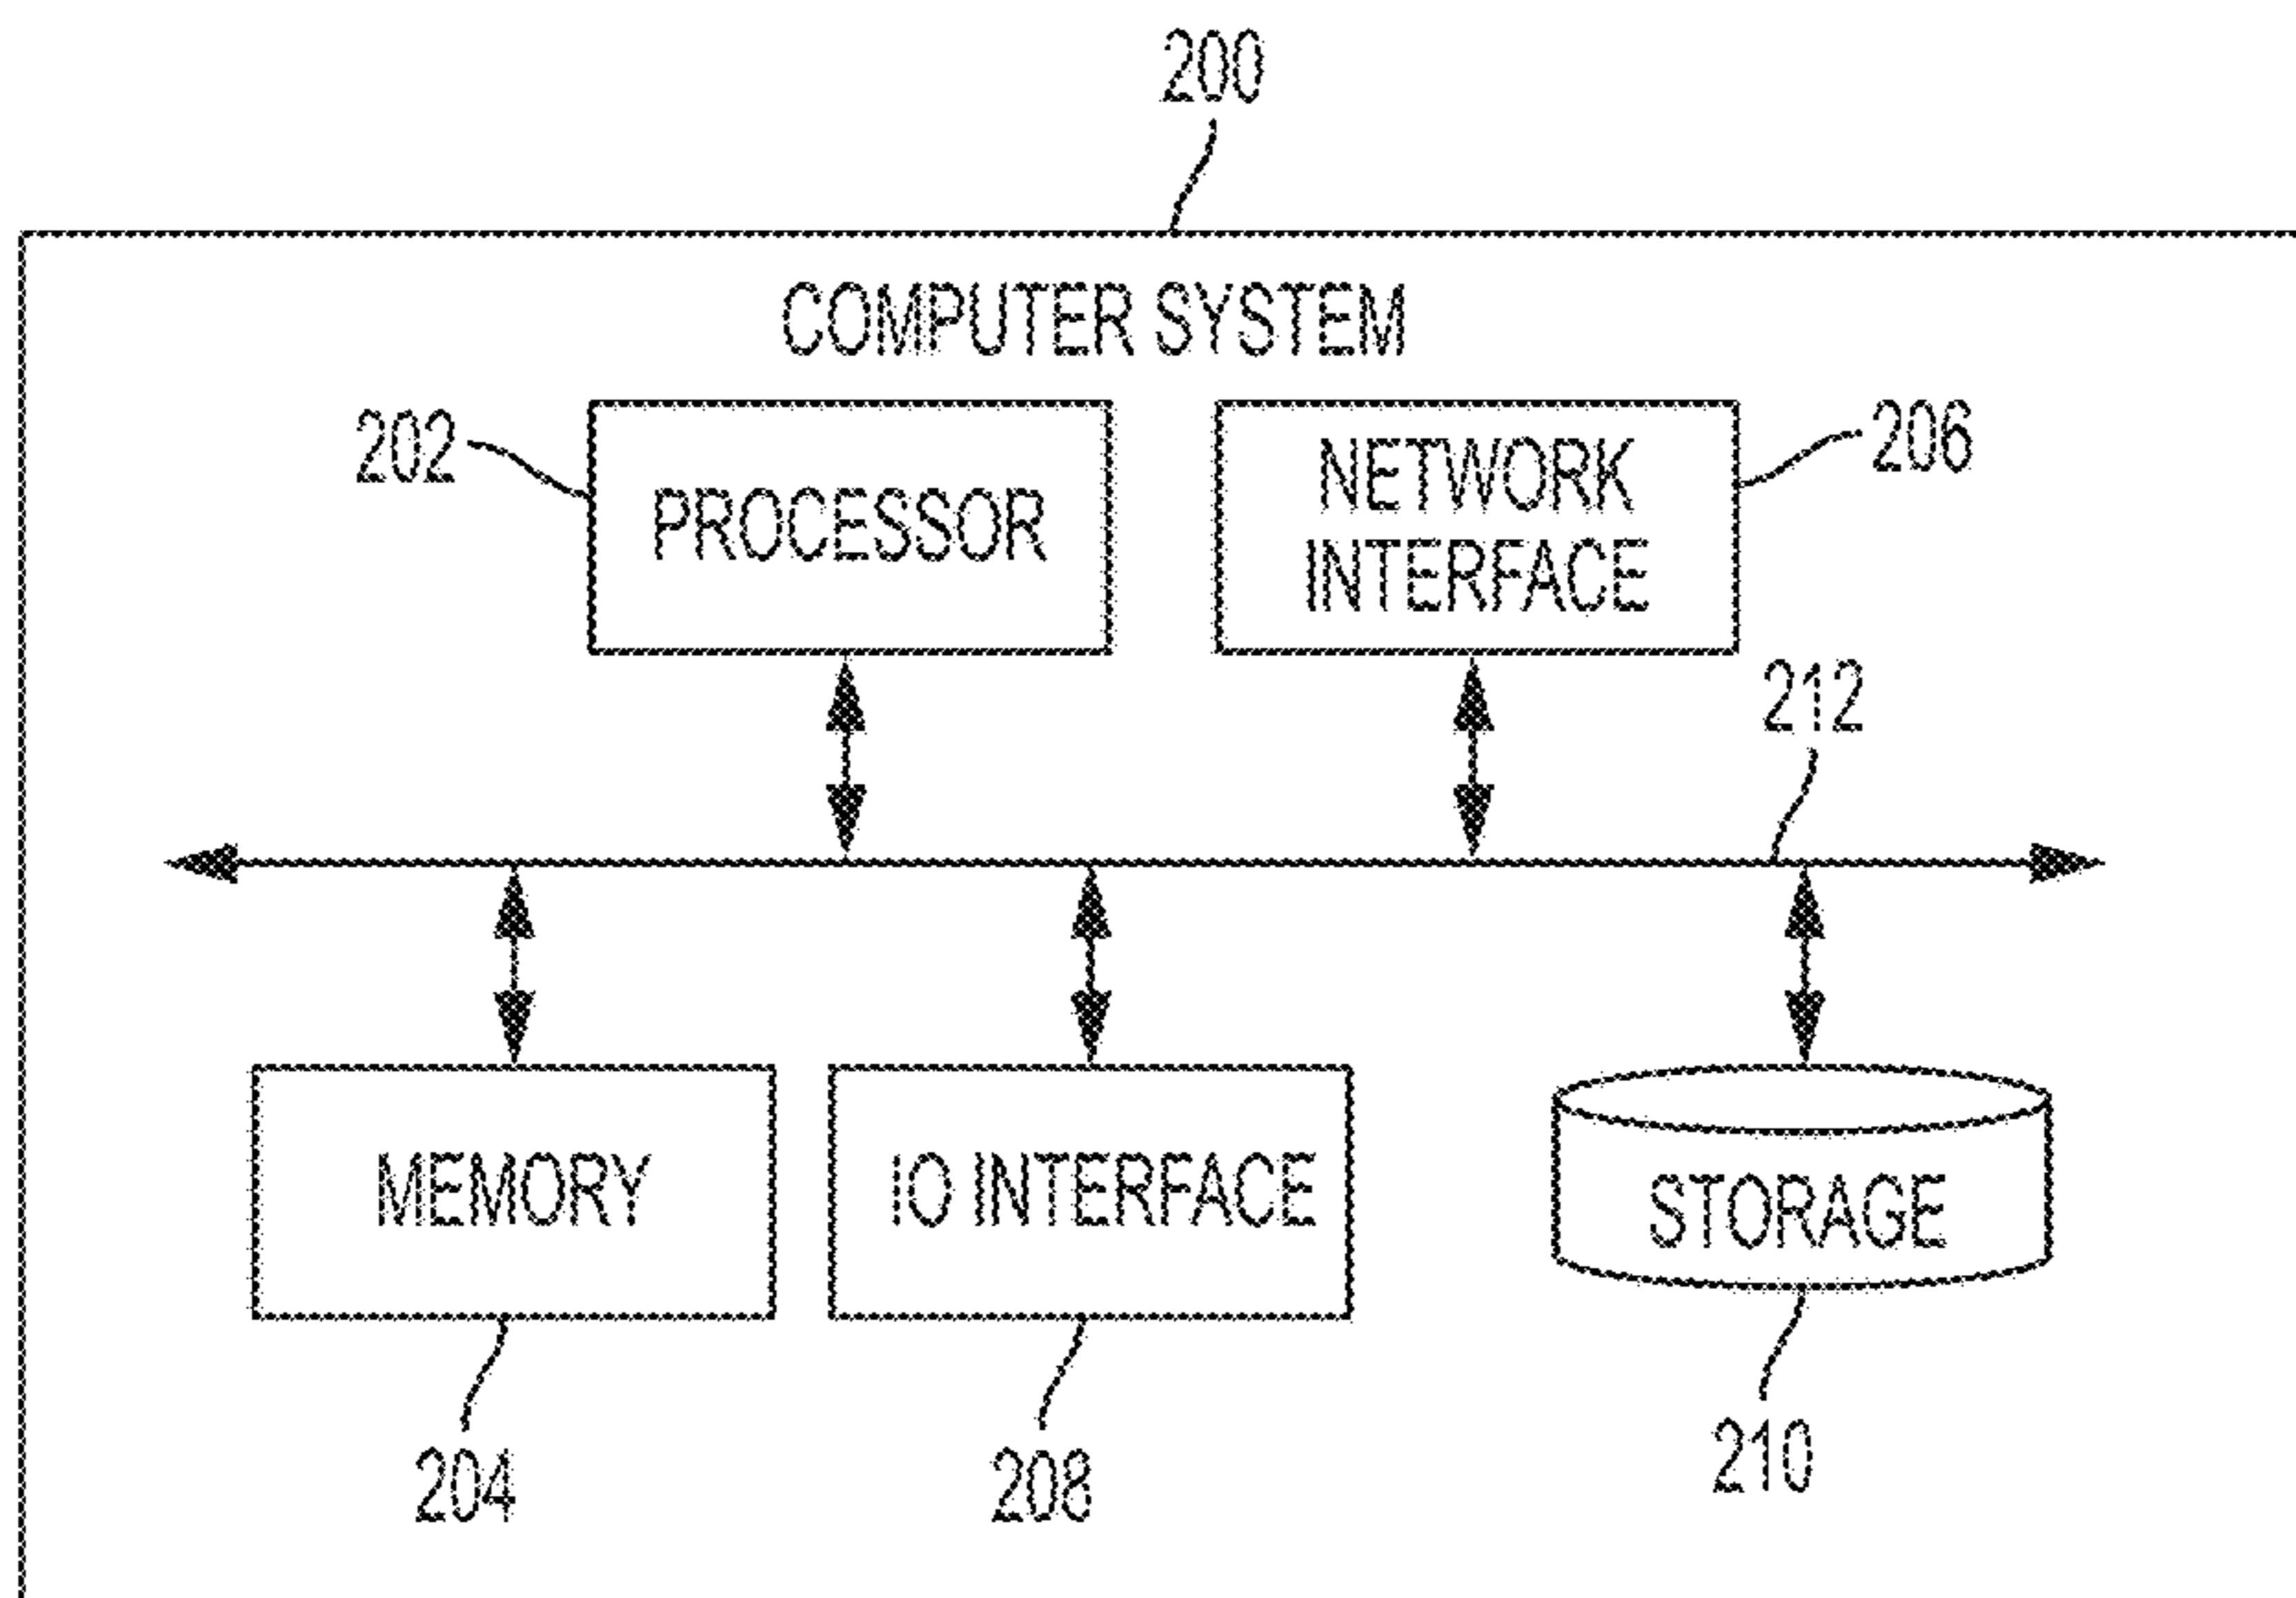 200
COMPUTER SYSTEM
202
PROCESSOR
NETWORK
INTERFACE
206
212
MEMORY
IO INTERFACE
STORAGE
204
208
210